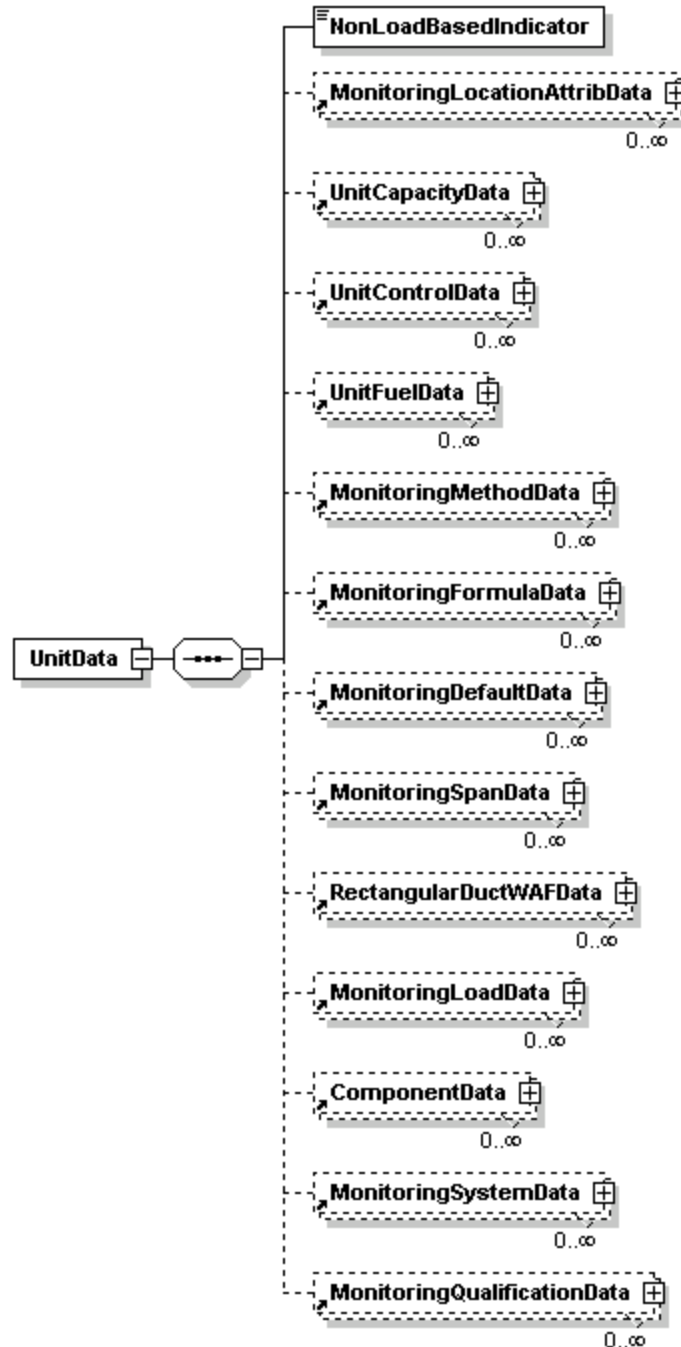 NonLoadBasedIndicator
MonitoringLocationAttribData
0..∞
UnitCapacityData
0..∞
UnitControlData
0..∞
UnitFuelData
0..∞
MonitoringMethodData
0..∞
MonitoringFormulaData
0..∞
UnitData
MonitoringDefaultData
0..∞
MonitoringSpanData
0..∞
RectangularDuctWAFData
0..∞
MonitoringLoadData
0..∞
ComponentData
0..∞
MonitoringSystemData
0..∞
MonitoringQualificationData
0..∞